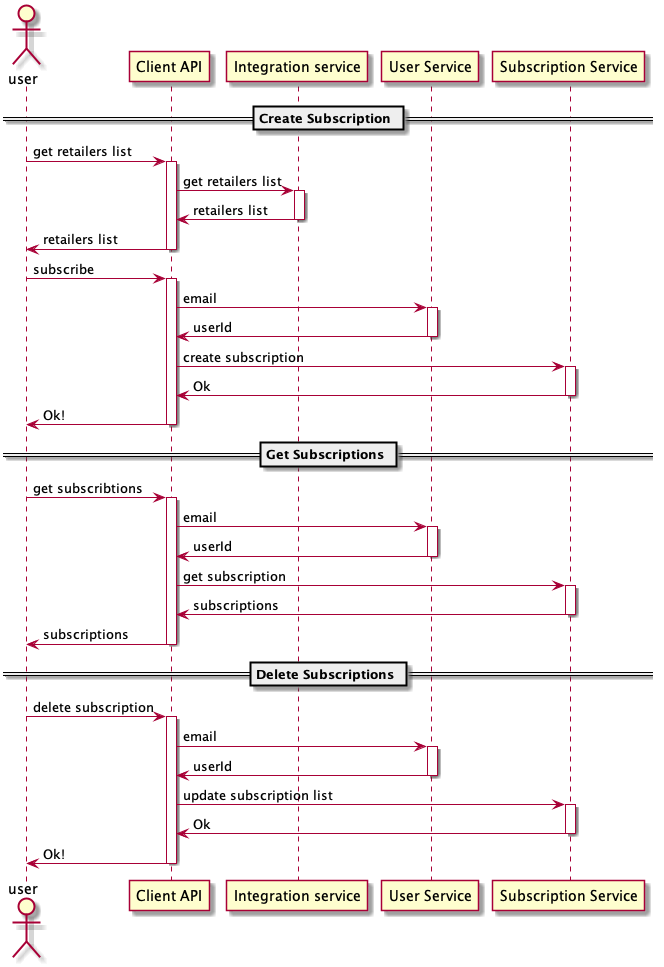 user
Client API
Integration service
User Service
Subscription Service
Create Subscription
get retailers list
get retailers list
retailers list
retailers list
subscribe
email
userId
create subscription
Ok
Ok!
Get Subscriptions
get subscribtions
email
userId
get subscription
subscriptions
subscriptions
Delete Subscriptions
delete subscription
email
userId
update subscription list
Ok
Ok!
user
Client API
Integration service
User Service
Subscription Service